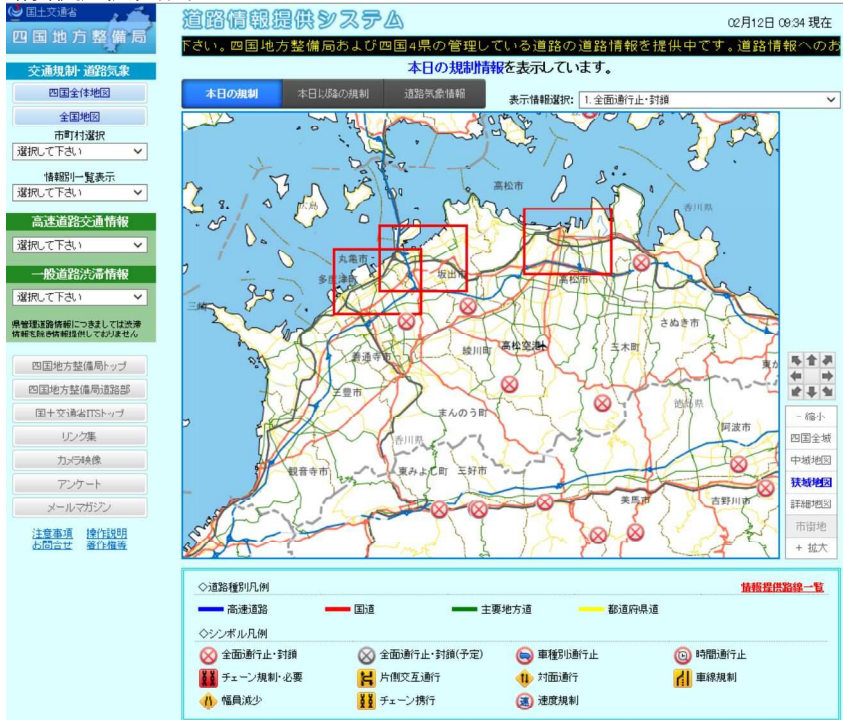 国土交通省
四国地方整備局
道路情報提供システム
02月12日 09:34 現在
下さい。四国地方整備局および四国4県の管理している道路の道路情報を提供中です。道路情報へのお
本日の規制情報を表示しています。
交通規制・道路気象
四国全体地図
全国地図
市町村選択
選択して下さい
情報別一覧表示
選択して下さい
高速道路交通情報
選択して下さい
一般道路渋滞情報
選択して下さい
県管理道路情報につきましては渋滞
情報を除き情報提供しておりません
四国地方整備局トップ
四国地方整備局道路部
国土交通省ITSトップ
リンク集
カメラ映像
アンケート
メールマガジン
注意事項 操作説明
お問合せ 著作権等
本日の規制
本日以降の規制
道路気象情報
表示情報選択: 1.全面通行止・封鎖
高松市
広島
香川県
丸亀市
多度津町
坂出市
高松市
三崎
さぬき市
綾川町
高松空港
三木町
善通寺市
東か
三豊市
まんのう町
徳島県
阿波市
香川県
観音寺市
東みよし町
三好市
美馬市
吉野川市
- 縮小
四国全域
中域地図
狭域地図
詳細地図
市街地
+ 拡大
◇道路種別凡例
情報提供路線一覧
高速道路
国道
主要地方道
都道府県道
◇シンボル凡例
全面通行止・封鎖
全面通行止・封鎖(予定)
車種別通行止
時間通行止
チェーン規制・必要
片側交互通行
対面通行
車線規制
幅員減少
チェーン携行
速度規制